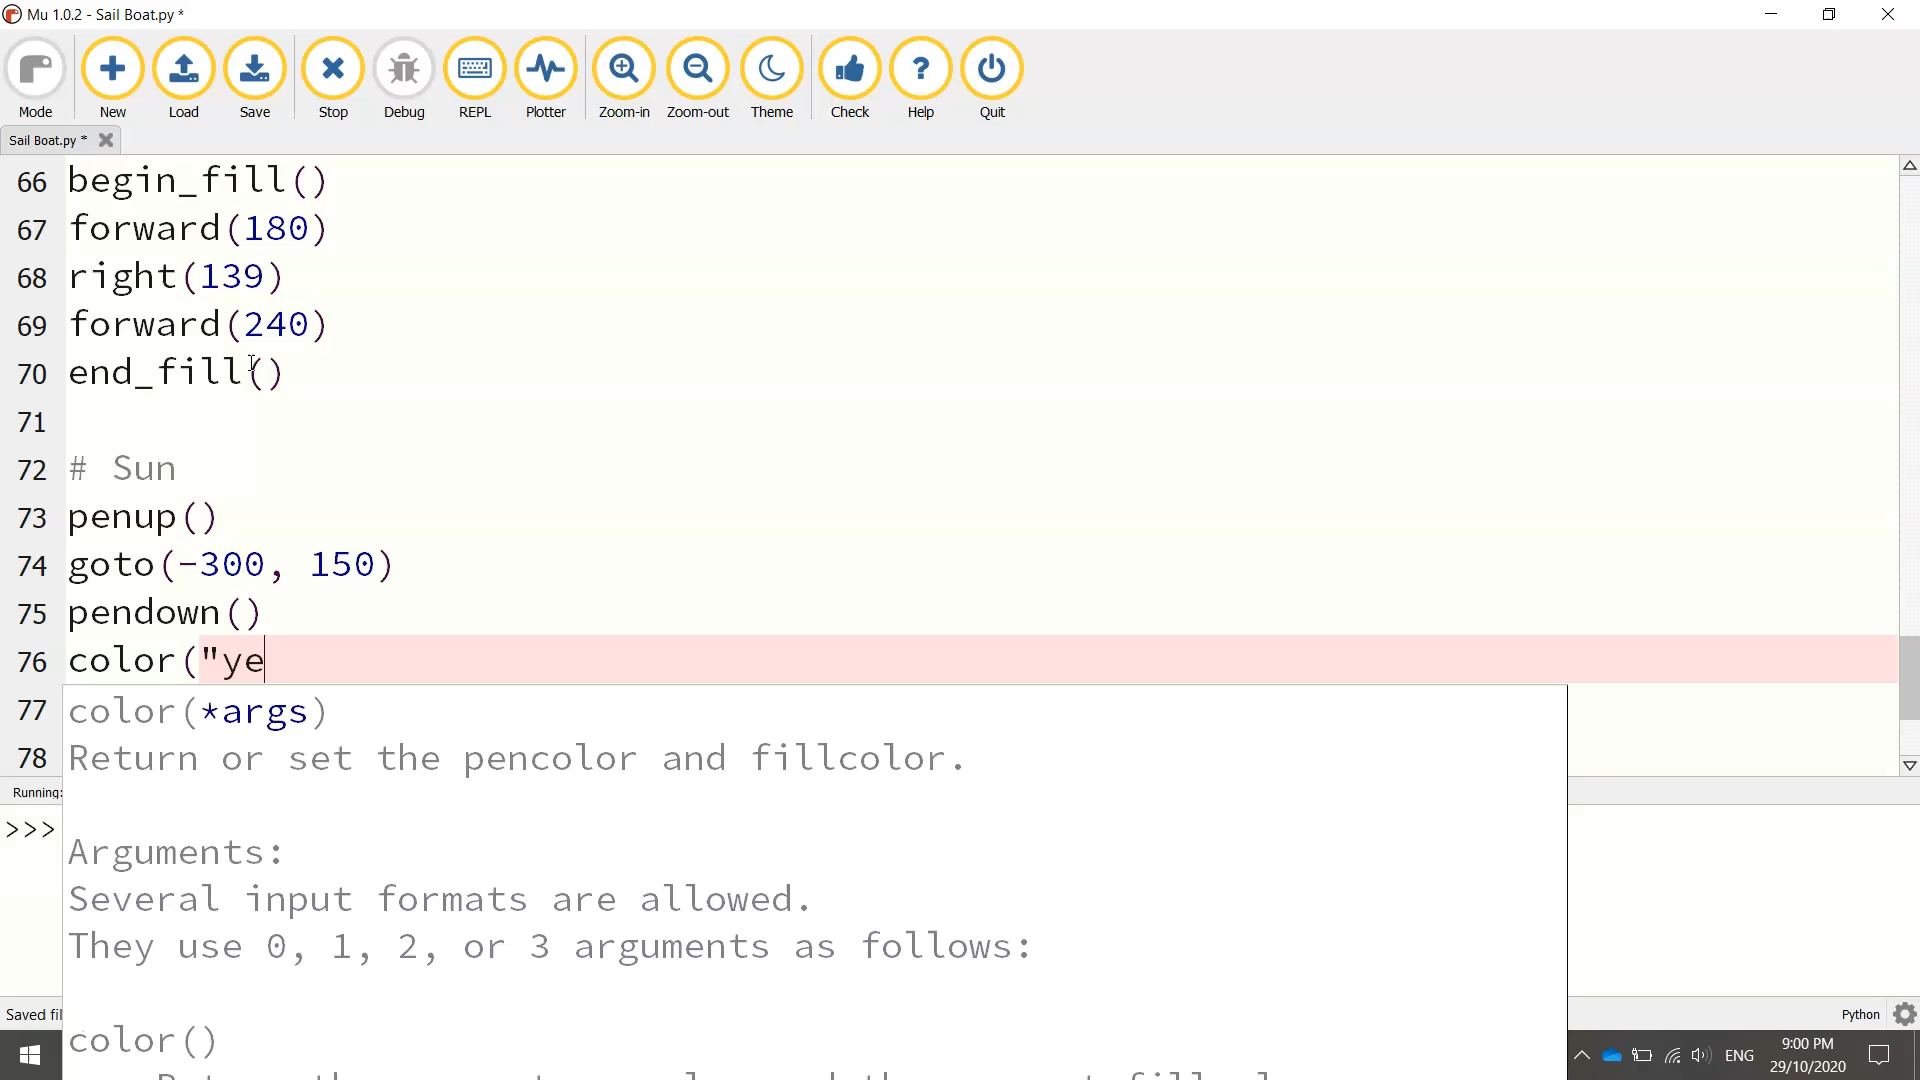 Mu 1.0.2 - Sail Boat.py *
Mode New Load Save Stop Debug REPL Plotter Zoom-in Zoom-out Theme Check Help Quit
Sail Boat.py *
66 begin_fill()
67 forward(180)
68 right(139)
69 forward(240)
70 end_fill()
71
72 # Sun
73 penup()
74 goto(-300, 150)
75 pendown()
76 color("ye
77
78
color(*args)
Return or set the pencolor and fillcolor.
Arguments:
Several input formats are allowed.
They use 0, 1, 2, or 3 arguments as follows:
color()
Running:
>>>
Saved fil
Python
ENG
9:00 PM
29/10/2020